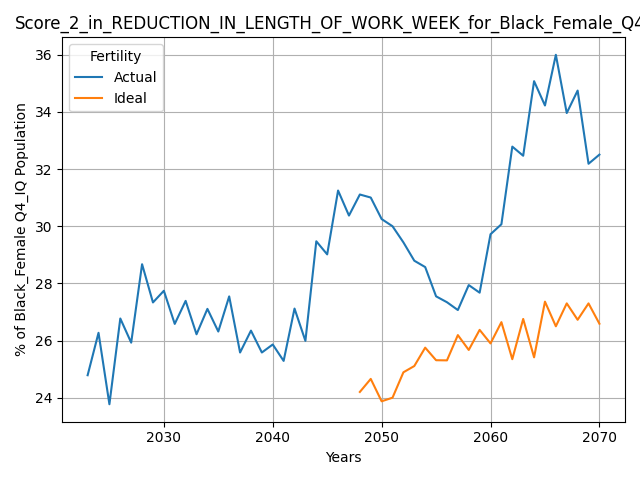 Score_2_in_REDUCTION_IN_LENGTH_OF_WORK_WEEK_for_Black_Female_Q4
Fertility
Actual
Ideal
36
34
32
30
28
26
24
% of Black_Female Q4_IQ Population
2030
2040
2050
2060
2070
Years